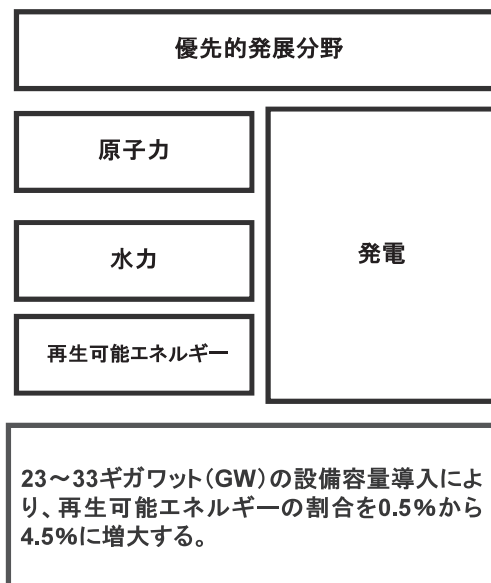 優先的発展分野
原子力
水力
再生可能エネルギー
発電
23～33ギガワット（GW）の設備容量導入によ
り、再生可能エネルギーの割合を0.5%から
4.5%に増大する。